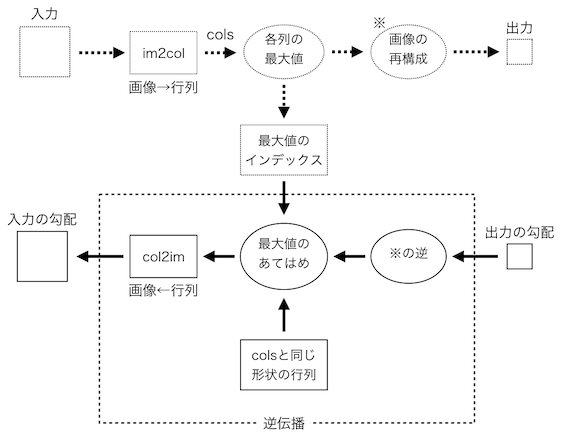 入力
im2col
画像→行列
cols
各列の
最大値
※
画像の
再構成
出力
最大値の
インデックス
入力の勾配
col2im
画像←行列
最大値の
あてはめ
※の逆
出力の勾配
colsと同じ
形状の行列
逆伝播